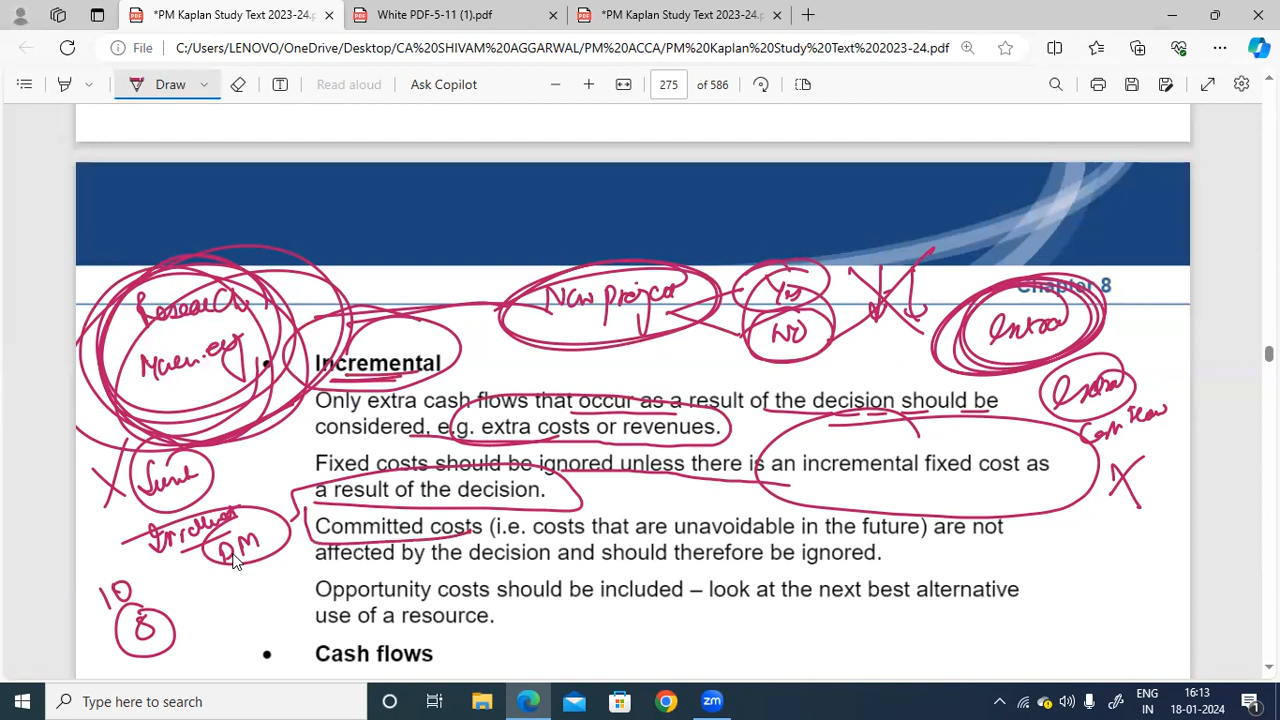 *PM Kaplan Study Text 2023-24.p
White PDF-5-11 (1).pdf
*PM Kaplan Study Text 2023-24.p
File
C:/Users/LENOVO/OneDrive/Desktop/CA%20SHIVAM%20AGGARWAL/PM%20ACCA/PM%20Kaplan%20Study%20Text%202023-24.pdf
Draw
Read aloud
Ask Copilot
275 of 586
Research
New project
Yes
NO
Chapter 8
extra
Incremental
extra
Cash flow
Only extra cash flows that occur as a result of the decision should be
considered, e.g. extra costs or revenues.
Fixed costs should be ignored unless there is an incremental fixed cost as
a result of the decision.
Sunk
X
X
DM
Committed costs (i.e. costs that are unavoidable in the future) are not
affected by the decision and should therefore be ignored.
10
8
Opportunity costs should be included – look at the next best alternative
use of a resource.
• Cash flows
Type here to search
ENG
IN
16:13
18-01-2024